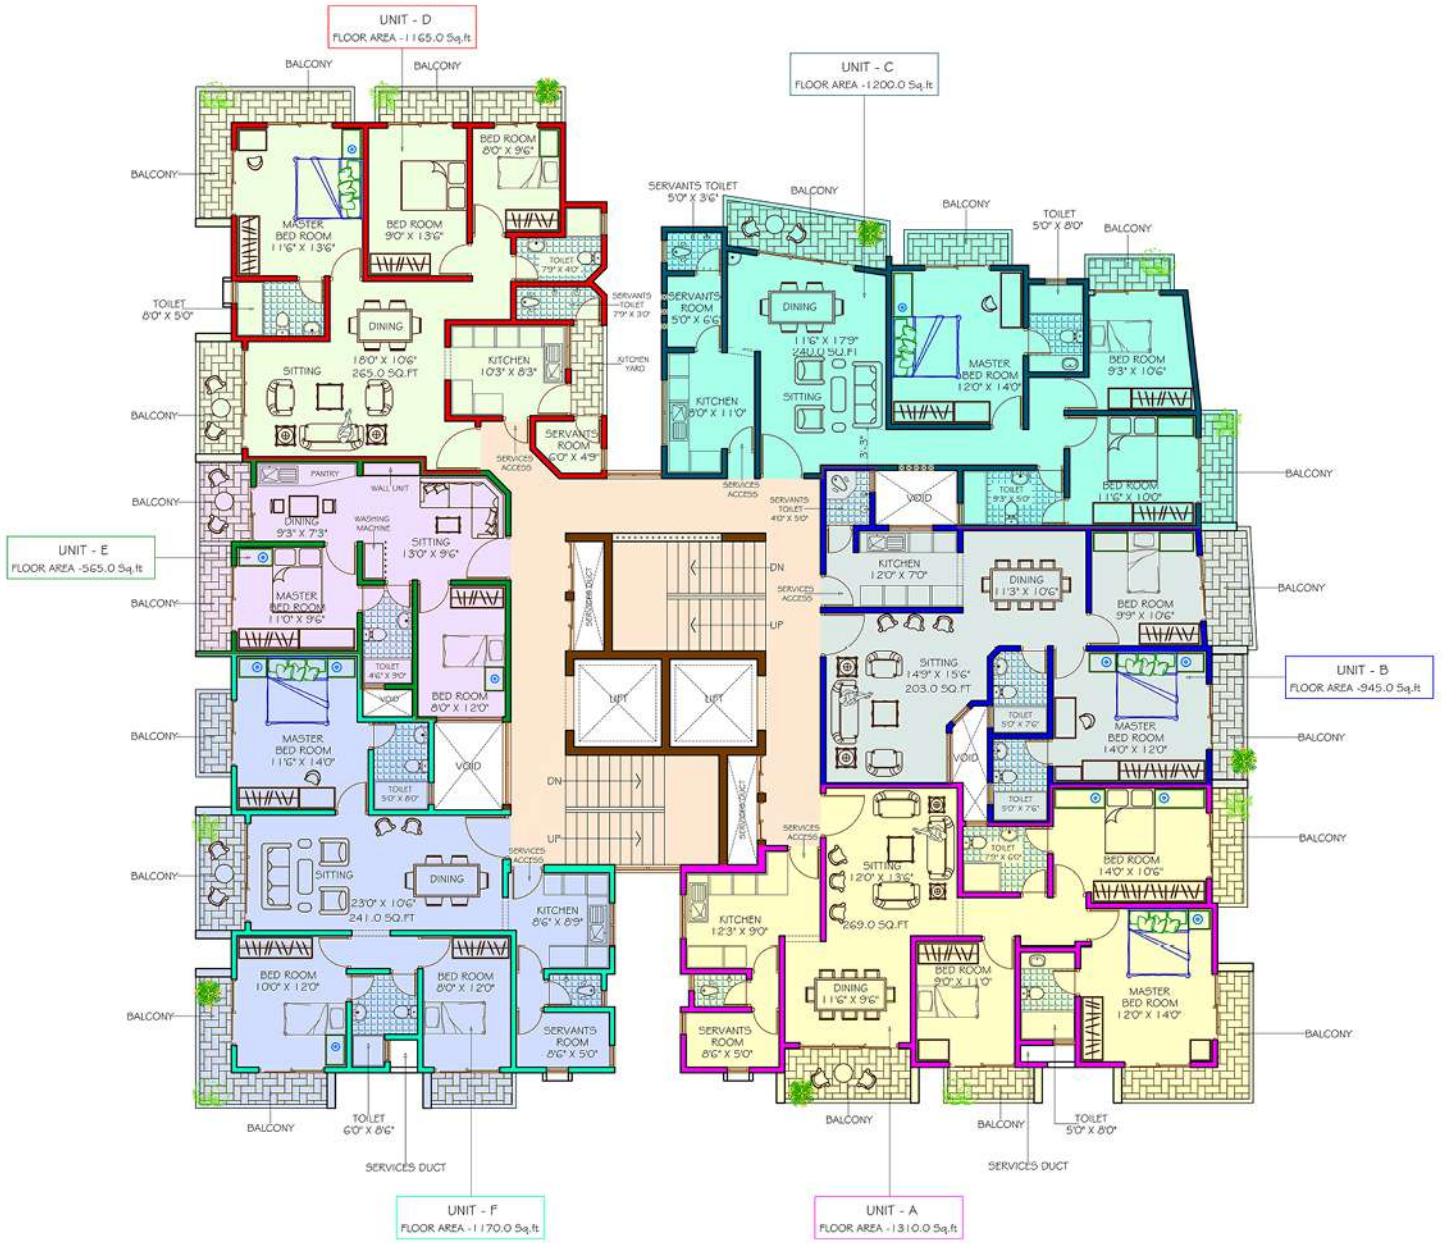 UNIT - D
FLOOR AREA -1165.0 Sq.ft
UNIT - C
FLOOR AREA -1200.0 Sq.ft
BALCONY
BALCONY
BALCONY
BED ROOM
8'0" X 9'6"
MASTER
BED ROOM
11'6" X 13'6"
BED ROOM
9'0" X 13'6"
TOILET
7'9" X 4'0"
TOILET
8'0" X 5'0"
SERVANTS
TOILET
7'9" X 3'0"
DINING
18'0" X 10'6"
265.0 SQ.FT
SITTING
KITCHEN
10'3" X 8'3"
KITCHEN
YARD
BALCONY
SERVANTS
ROOM
6'0" X 4'9"
SERVICES
ACCESS
SERVANTS TOILET
5'0" X 3'6"
BALCONY
BALCONY
TOILET
5'0" X 8'0"
BALCONY
SERVANTS
ROOM
5'0" X 6'6"
DINING
11'6" X 17'9"
240.0 SQ.FT
SITTING
MASTER
BED ROOM
12'0" X 14'0"
BED ROOM
9'3" X 10'6"
KITCHEN
8'0" X 11'0"
3'-3"
SERVICES
ACCESS
BED ROOM
11'6" X 10'0"
TOILET
9'3" X 5'0"
BALCONY
VOID
SERVANTS
TOILET
4'0" X 5'0"
BALCONY
PANTRY
WALL UNIT
DINING
9'3" X 7'3"
WASHING
MACHINE
SITTING
13'0" X 9'6"
UNIT - E
FLOOR AREA -565.0 Sq.ft
BALCONY
MASTER
BED ROOM
11'0" X 9'6"
TOILET
4'6" X 9'0"
BED ROOM
8'0" X 12'0"
VOID
SERVICES DUCT
DN
UP
LIFT
LIFT
DN
UP
SERVICES DUCT
KITCHEN
12'0" X 7'0"
SERVICES
ACCESS
DINING
11'3" X 10'6"
BED ROOM
9'9" X 10'6"
BALCONY
SITTING
14'9" X 15'6"
203.0 SQ.FT
TOILET
5'0" X 7'6"
UNIT - B
FLOOR AREA -945.0 Sq.ft
MASTER
BED ROOM
14'0" X 12'0"
BALCONY
VOID
TOILET
5'0" X 7'6"
BALCONY
MASTER
BED ROOM
11'6" X 14'0"
TOILET
5'0" X 8'0"
VOID
SERVICES
ACCESS
BALCONY
SITTING
DINING
23'0" X 10'6"
241.0 SQ.FT
KITCHEN
8'6" X 8'9"
BED ROOM
10'0" X 12'0"
BED ROOM
8'0" X 12'0"
BALCONY
SERVANTS
ROOM
8'6" X 5'0"
BALCONY
TOILET
6'0" X 8'6"
SERVICES DUCT
SERVICES
ACCESS
SITTING
12'0" X 13'6"
269.0 SQ.FT
TOILET
7'9" X 6'0"
BED ROOM
14'0" X 10'6"
BALCONY
KITCHEN
12'3" X 9'0"
DINING
11'6" X 9'6"
BED ROOM
9'0" X 11'0"
MASTER
BED ROOM
12'0" X 14'0"
SERVANTS
ROOM
8'6" X 5'0"
BALCONY
BALCONY
BALCONY
TOILET
5'0" X 8'0"
SERVICES DUCT
UNIT - F
FLOOR AREA -1170.0 Sq.ft
UNIT - A
FLOOR AREA -1310.0 Sq.ft